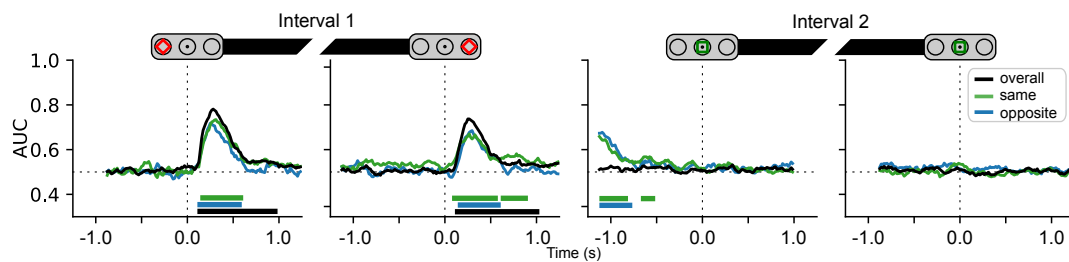 Interval 1
Interval 2
AUC
1.0
0.8
0.6
0.4
overall
same
opposite
-1.0 0.0 1.0
-1.0 0.0 1.0
-1.0 0.0 1.0
-1.0 0.0 1.0
Time (s)